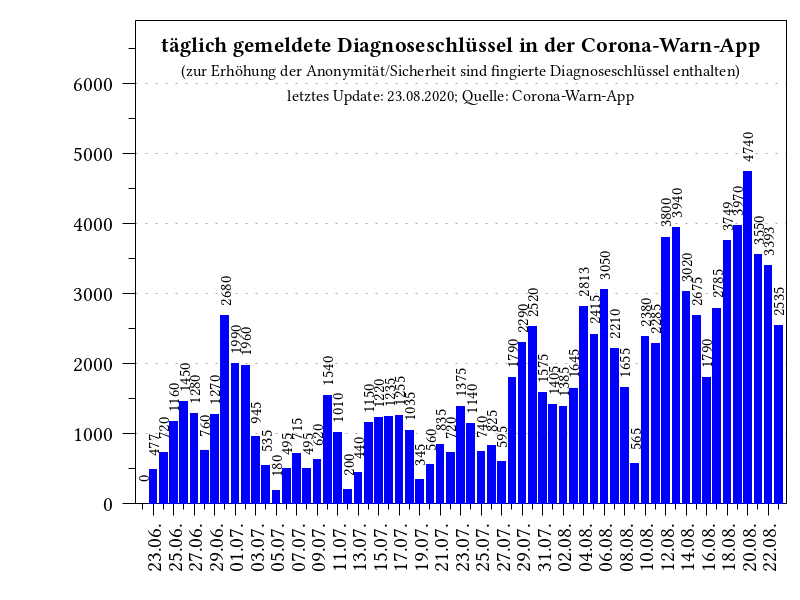 täglich gemeldete Diagnoseschlüssel in der Corona-Warn-App
(zur Erhöhung der Anonymität/Sicherheit sind fingierte Diagnoseschlüssel enthalten)
letztes Update: 23.08.2020; Quelle: Corona-Warn-App
6000
5000
4000
3000
2000
1000
0
0 477 720 1160 1450 1280 760 1270 2680 1990 1960 945 535 180 495 715 495 620 1540 1010 200 440 1150 1220 1235 1255 1035 345 560 835 720 1375 1140 740 825 595 1790 2290 2520 1575 1405 1385 1645 2813 2415 3050 2210 1655 565 2380 2285 3800 3940 3020 2675 1790 2785 3749 3970 4740 3550 3393 2535
23.06. 25.06. 27.06. 29.06. 01.07. 03.07. 05.07. 07.07. 09.07. 11.07. 13.07. 15.07. 17.07. 19.07. 21.07. 23.07. 25.07. 27.07. 29.07. 31.07. 02.08. 04.08. 06.08. 08.08. 10.08. 12.08. 14.08. 16.08. 18.08. 20.08. 22.08.